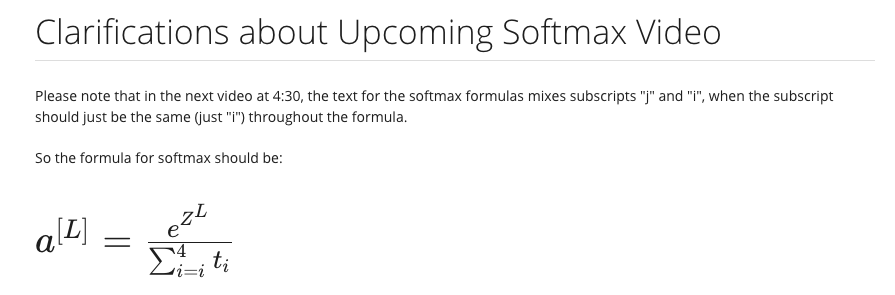 Clarifications about Upcoming Softmax Video
Please note that in the next video at 4:30, the text for the softmax formulas mixes subscripts "j" and "i", when the subscript
should just be the same (just "i") throughout the formula.
So the formula for softmax should be:
a^{[L]} = \frac{e^{Z^L}}{\sum_{i=i}^{4} t_i}